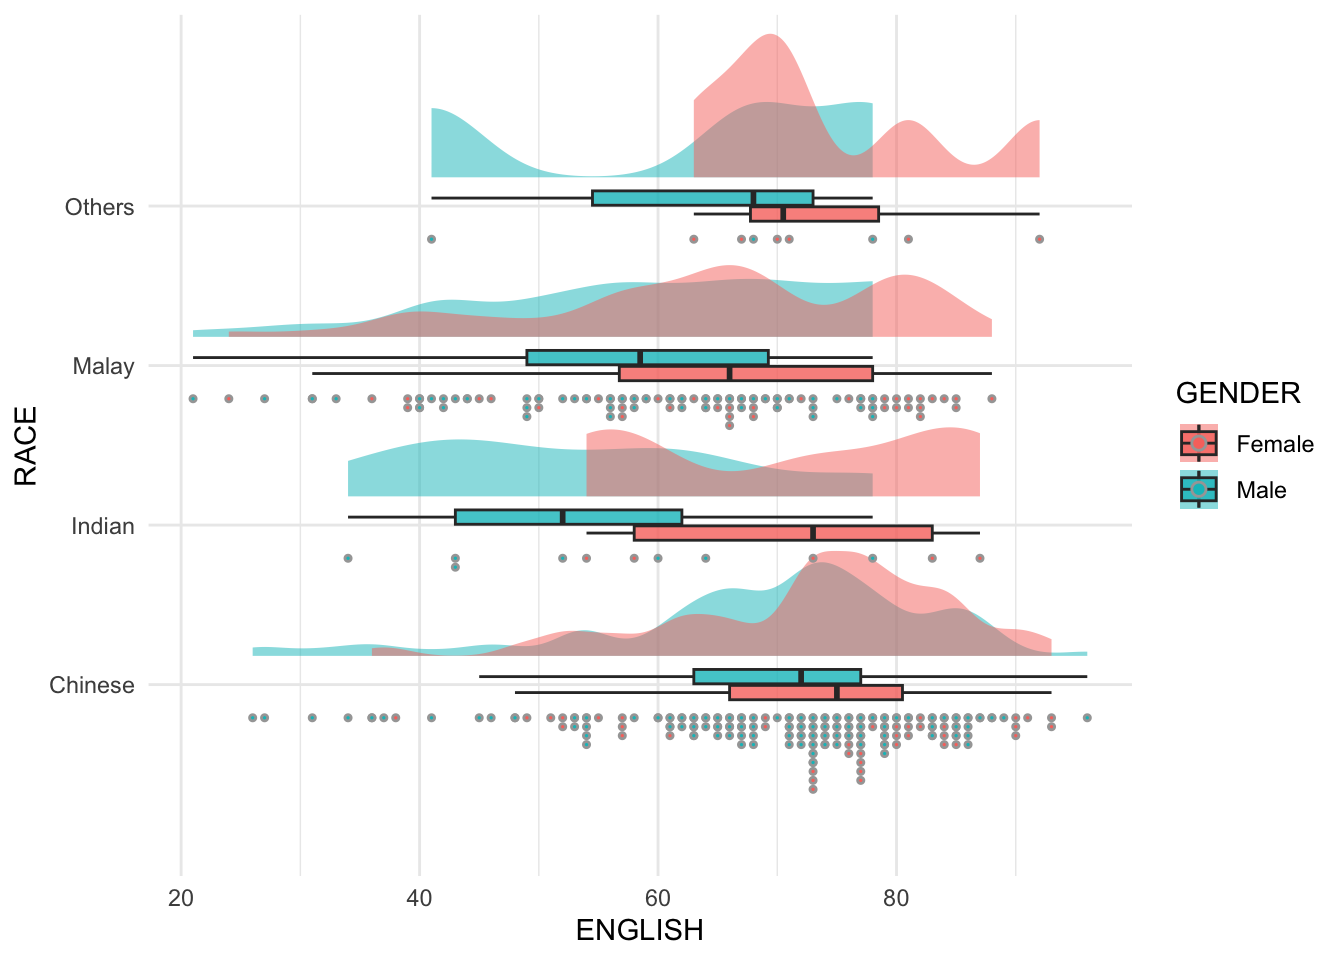 RACE
Others
Malay
Indian
Chinese
20
40
60
80
ENGLISH
GENDER
Female
Male